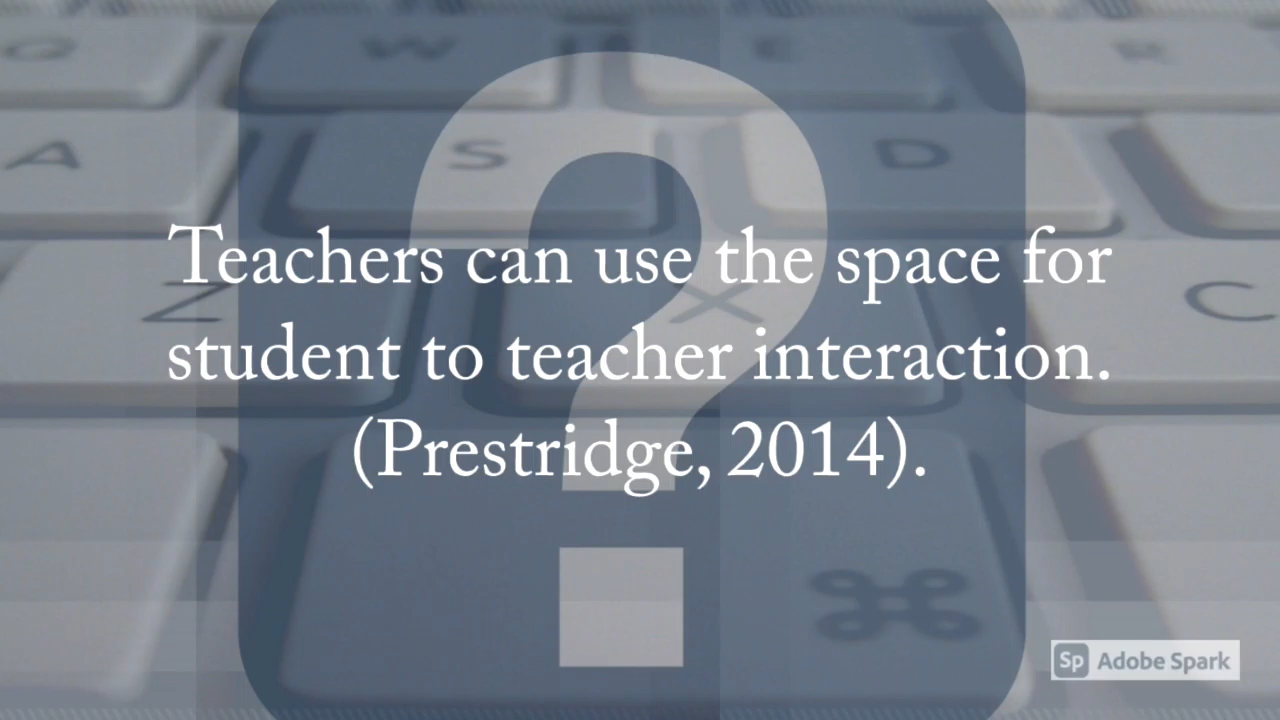 Q W E R
A S D
Teachers can use the space for
Z X C
student to teacher interaction.
(Prestridge, 2014).
?
⌘
Sp Adobe Spark